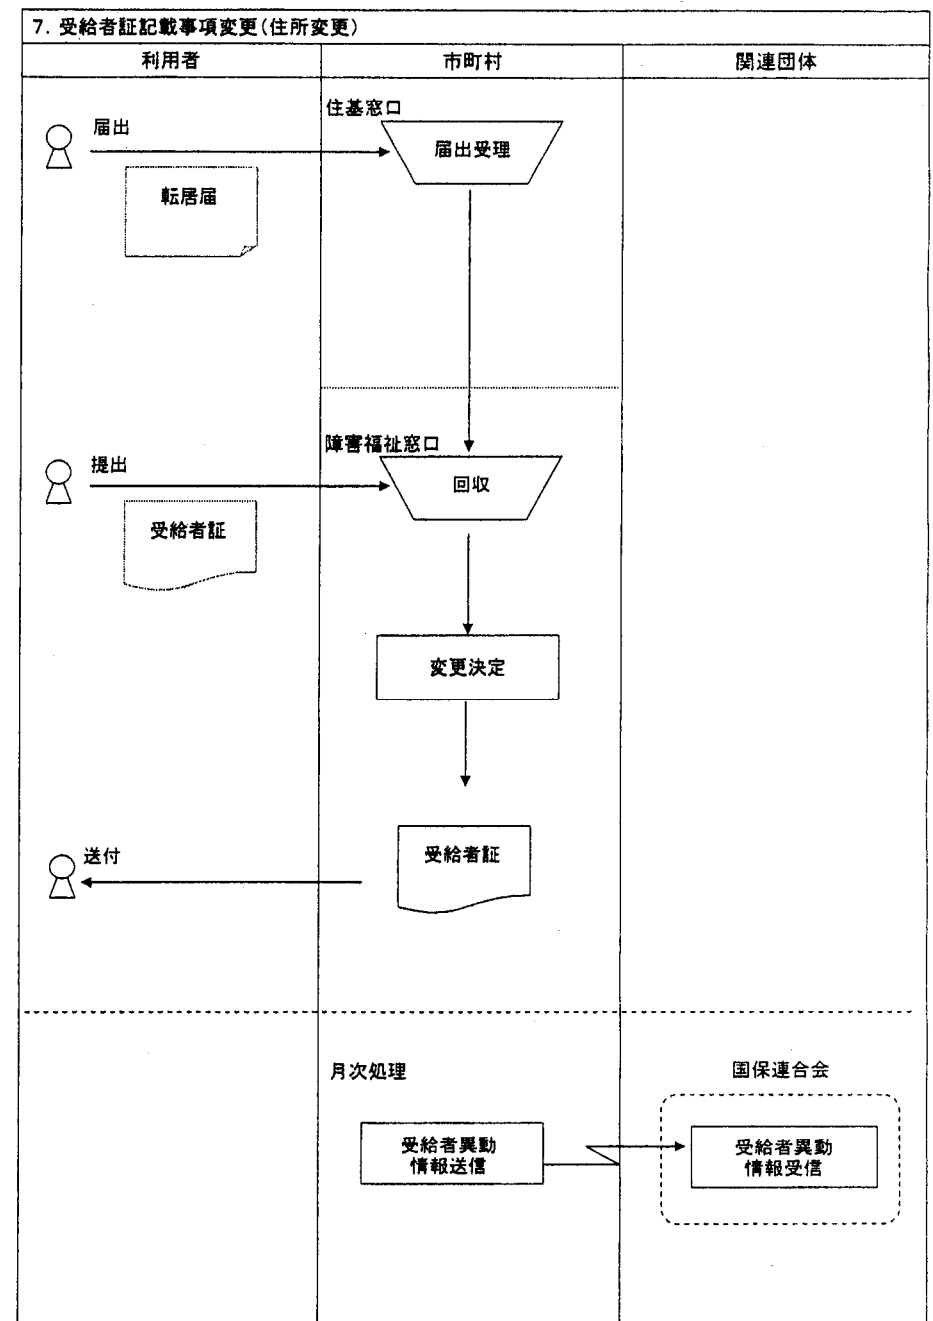 7. 受給者証記載事項変更(住所変更)
利用者
市町村
関連団体
住基窓口
届出
届出受理
転居届
障害福祉窓口
提出
回収
受給者証
変更決定
送付
受給者証
月次処理
国保連合会
受給者異動
情報送信
受給者異動
情報受信